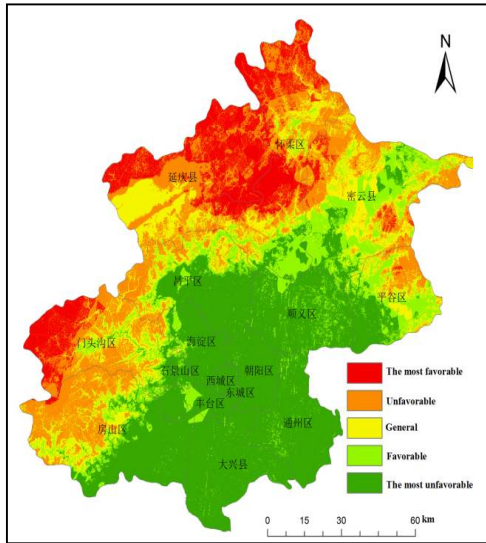 N
怀柔区
延庆县
密云县
昌平区
平谷区
顺义区
门头沟区
海淀区
石景山区
朝阳区
西城区
东城区
丰台区
通州区
房山区
大兴县
The most favorable
Unfavorable
General
Favorable
The most unfavorable
0 15 30 60 km